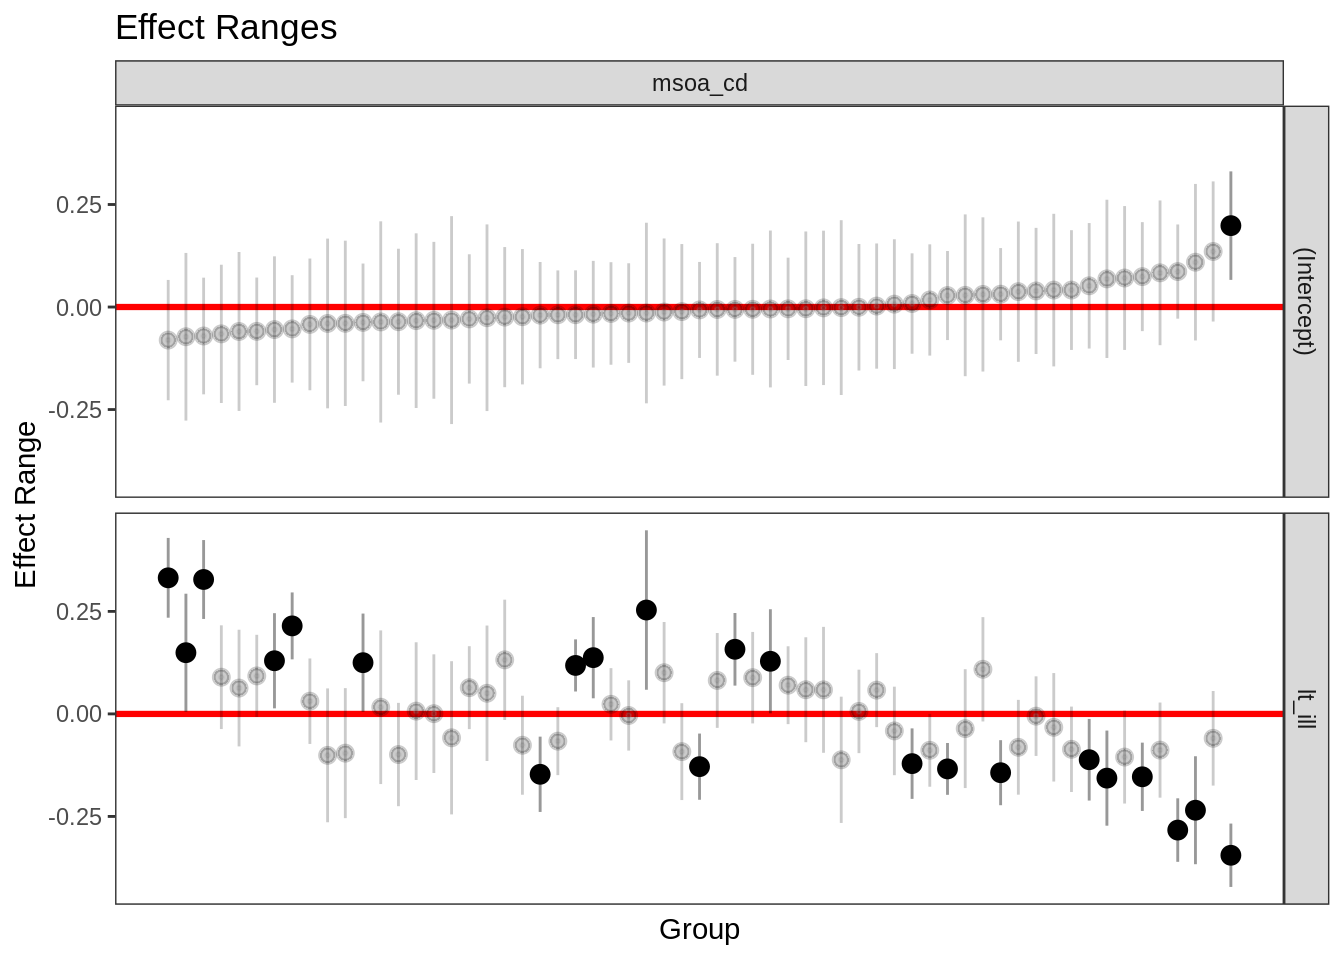 Effect Ranges
msoa_cd
0.25
0.00
-0.25
(Intercept)
Effect Range
0.25
0.00
-0.25
lt_ill
Group